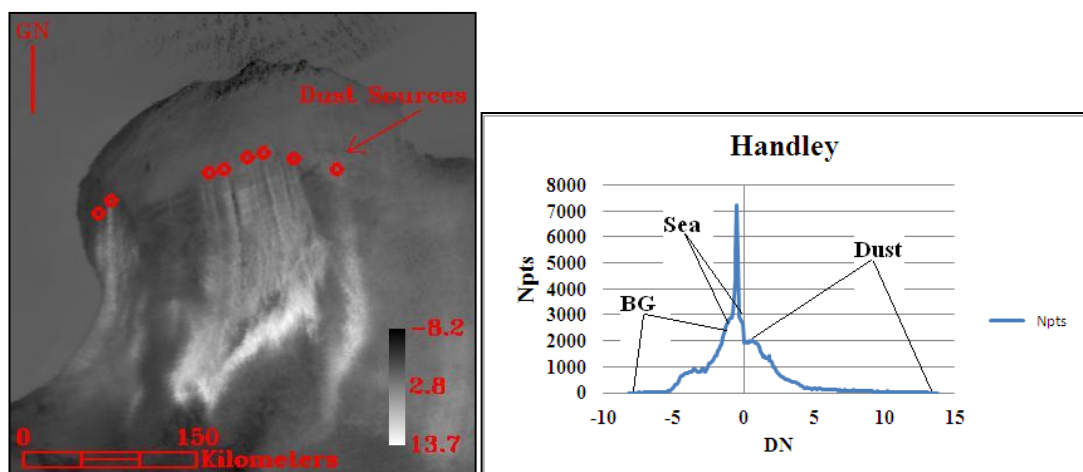 GN
Dust Sources
-8.2
2.8
13.7
0 150
Kilometers
Handley
Npts
8000
7000
6000
5000
4000
3000
2000
1000
0
Sea
BG
Dust
-10 -5 0 5 10 15
DN
Npts